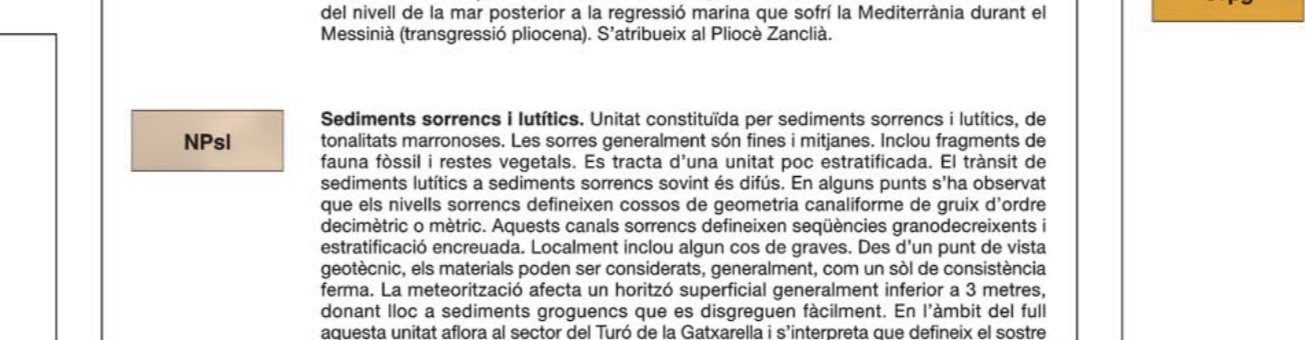 del nivell de la mar posterior a la regressió marina que sofrí la Mediterrània durant el
Messinià (transgressió pliocena). S'atribueix al Pliocè Zanclià.
NPsl
Sediments sorrencs i lutítics. Unitat constituïda per sediments sorrencs i lutítics, de
tonalitats marronoses. Les sorres generalment són fines i mitjanes. Inclou fragments de
fauna fòssil i restes vegetals. Es tracta d'una unitat poc estratificada. El trànsit de
sediments lutítics a sediments sorrencs sovint és difús. En alguns punts s'ha observat
que els nivells sorrencs defineixen cossos de geometria canaliforme de gruix d'ordre
decimètric o mètric. Aquests canals sorrencs defineixen seqüències granodecreixents i
estratificació encreuada. Localment inclou algun cos de graves. Des d'un punt de vista
geotècnic, els materials poden ser considerats, generalment, com un sòl de consistència
ferma. La meteorització afecta un horitzó superficial generalment inferior a 3 metres,
donant lloc a sediments groguencs que es disgreguen fàcilment. En l'àmbit del full
aquesta unitat aflora al sector del Turó de la Gatxarella i s'interpreta que defineix el sostre